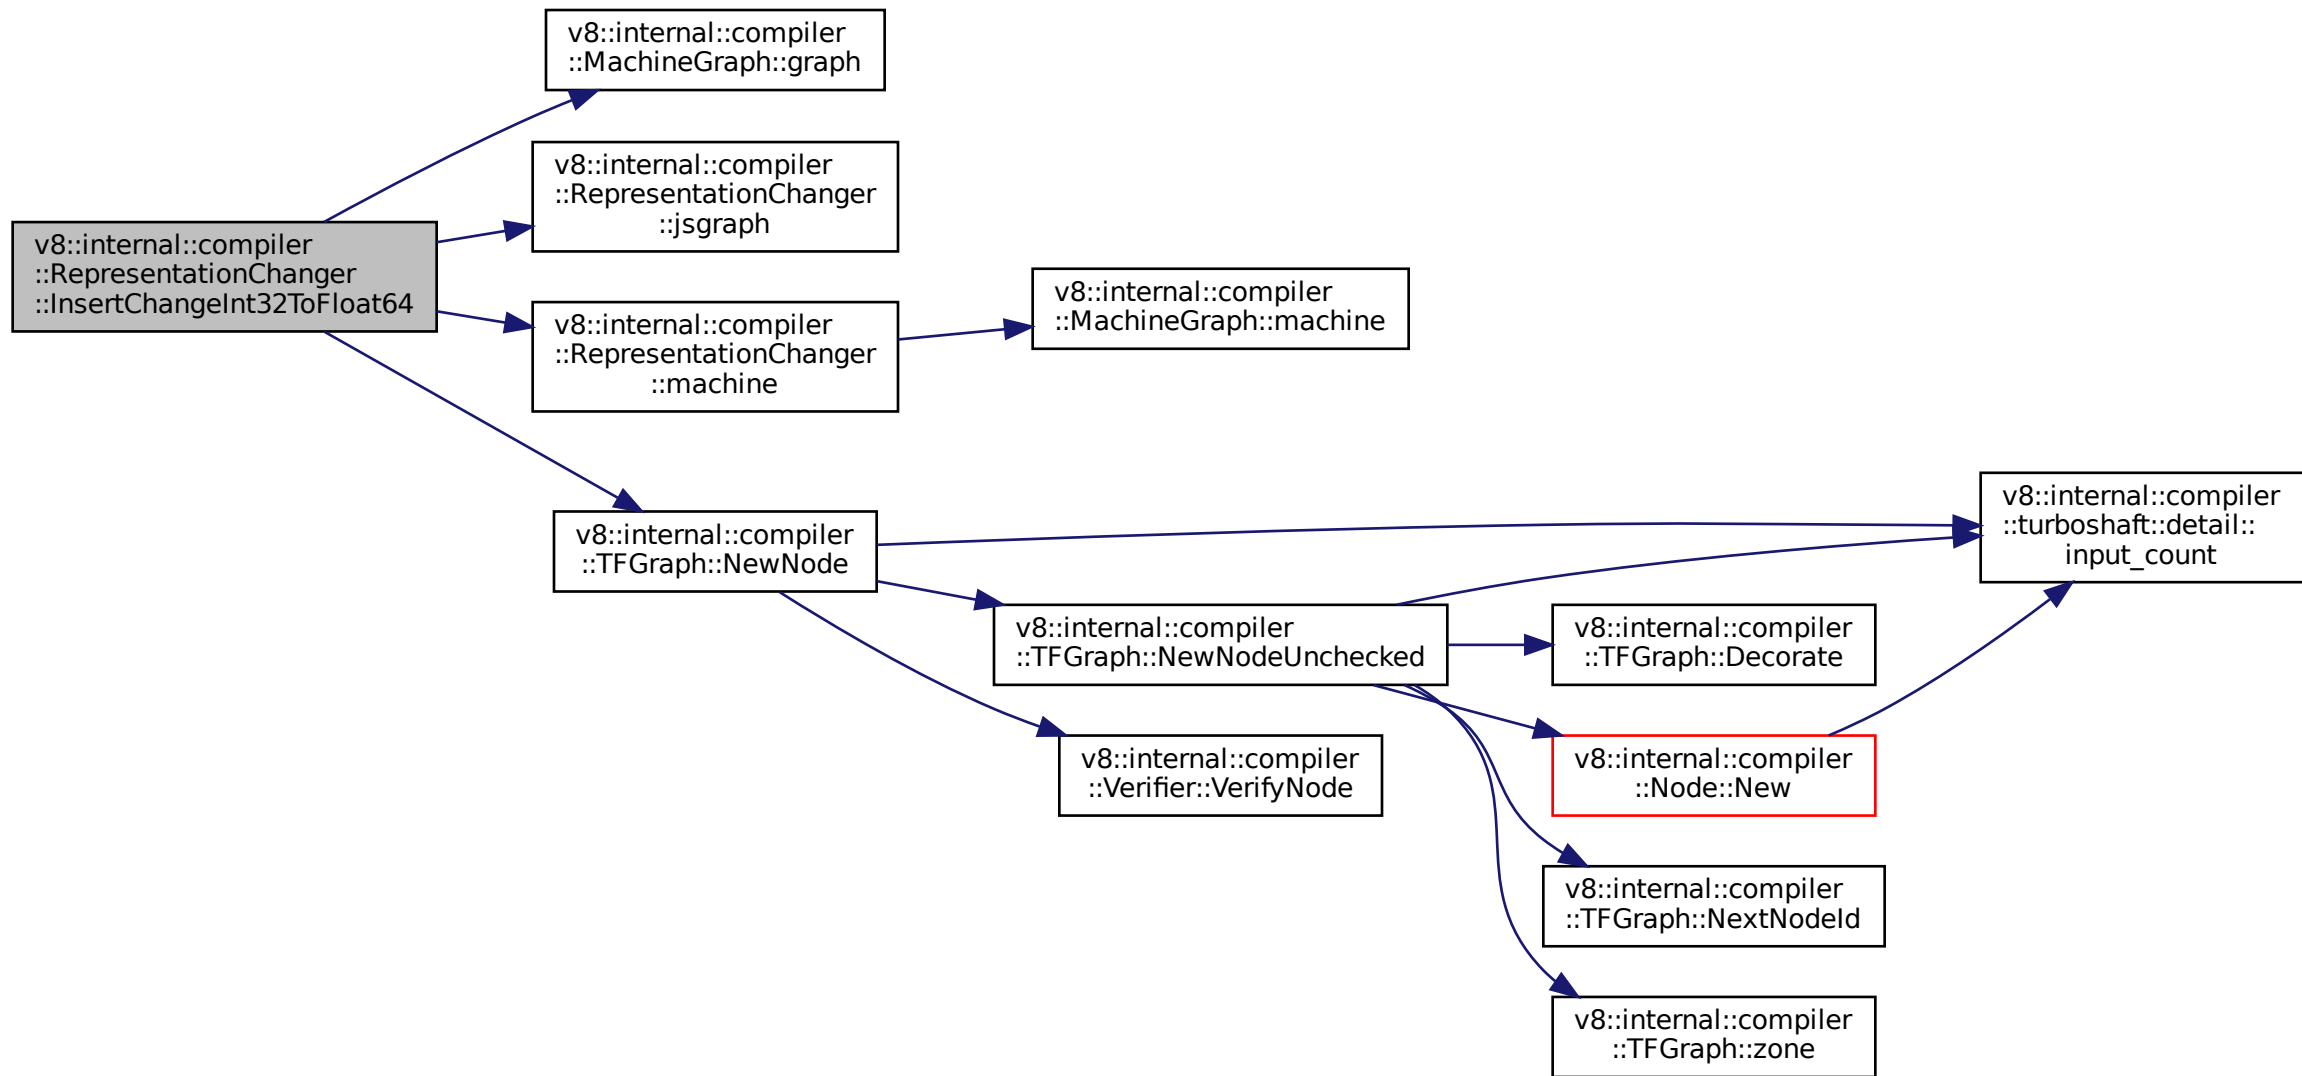 v8::internal::compiler
::MachineGraph::graph
v8::internal::compiler
::RepresentationChanger
::jsgraph
v8::internal::compiler
::RepresentationChanger
::InsertChangeInt32ToFloat64
v8::internal::compiler
::MachineGraph::machine
v8::internal::compiler
::RepresentationChanger
::machine
v8::internal::compiler
::turboshaft::detail::
input_count
v8::internal::compiler
::TFGraph::NewNode
v8::internal::compiler
::TFGraph::NewNodeUnchecked
v8::internal::compiler
::TFGraph::Decorate
v8::internal::compiler
::Verifier::VerifyNode
v8::internal::compiler
::Node::New
v8::internal::compiler
::TFGraph::NextNodeId
v8::internal::compiler
::TFGraph::zone